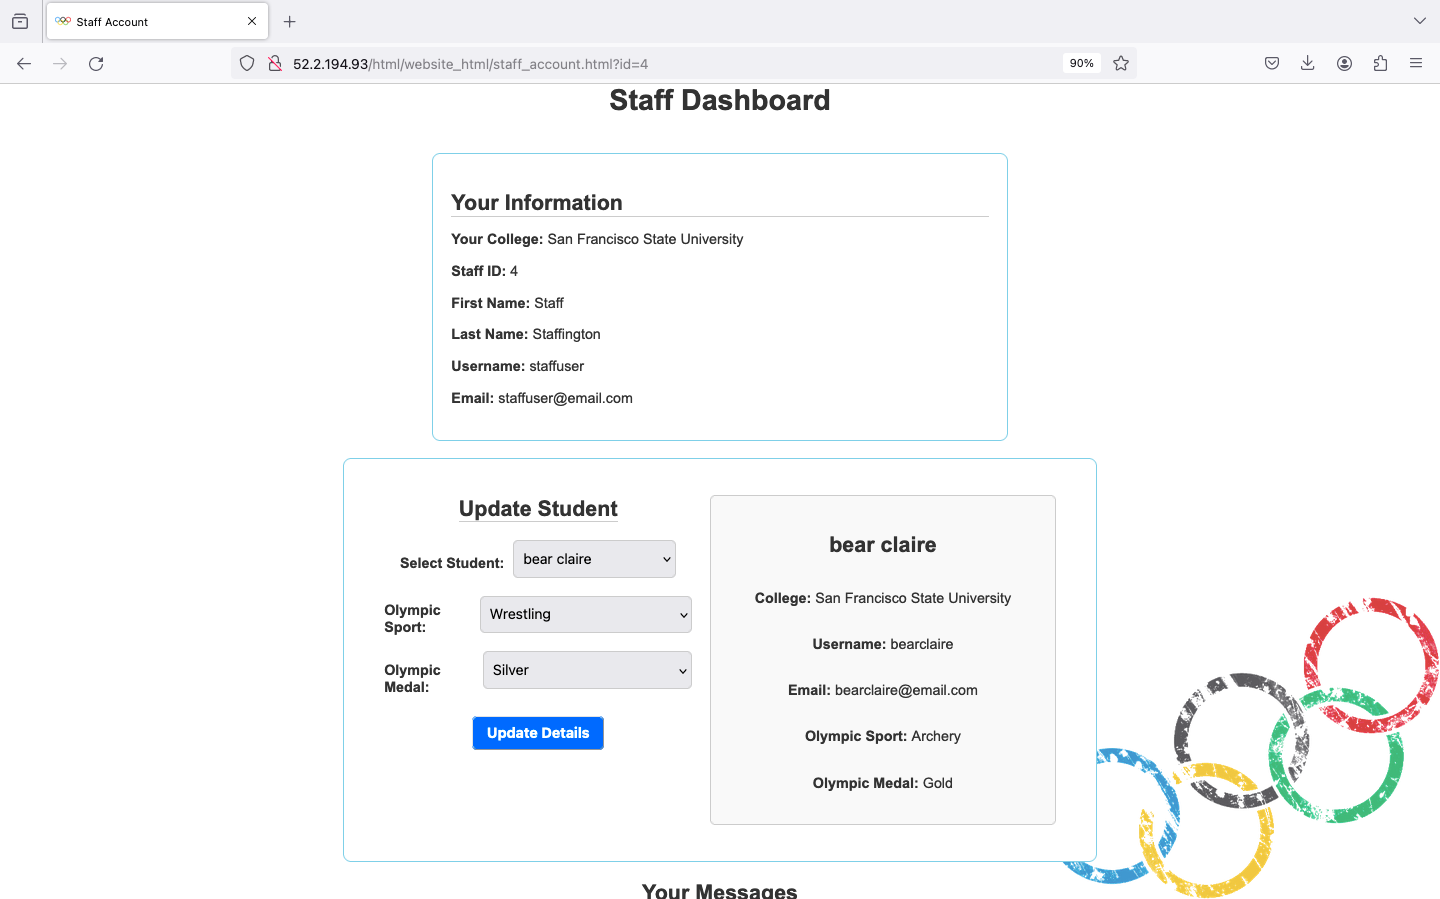 Staff Account
52.2.194.93/html/website_html/staff_account.html?id=4
90%
Staff Dashboard
Your Information
Your College: San Francisco State University
Staff ID: 4
First Name: Staff
Last Name: Staffington
Username: staffuser
Email: staffuser@email.com
Update Student
Select Student: bear claire
Olympic
Sport:
Wrestling
Olympic
Medal:
Silver
Update Details
bear claire
College: San Francisco State University
Username: bearclaire
Email: bearclaire@email.com
Olympic Sport: Archery
Olympic Medal: Gold
Your Messages